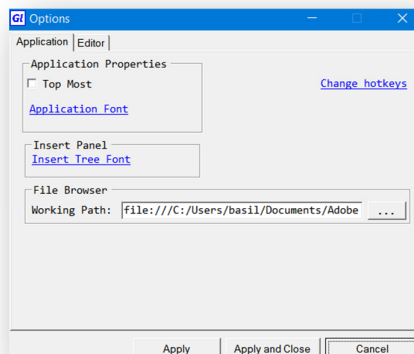 Gl Options
Application Editor
Application Properties
Top Most
Change hotkeys
Application Font
Insert Panel
Insert Tree Font
File Browser
Working Path: file:///C:/Users/basil/Documents/Adobe ...
Apply Apply and Close Cancel